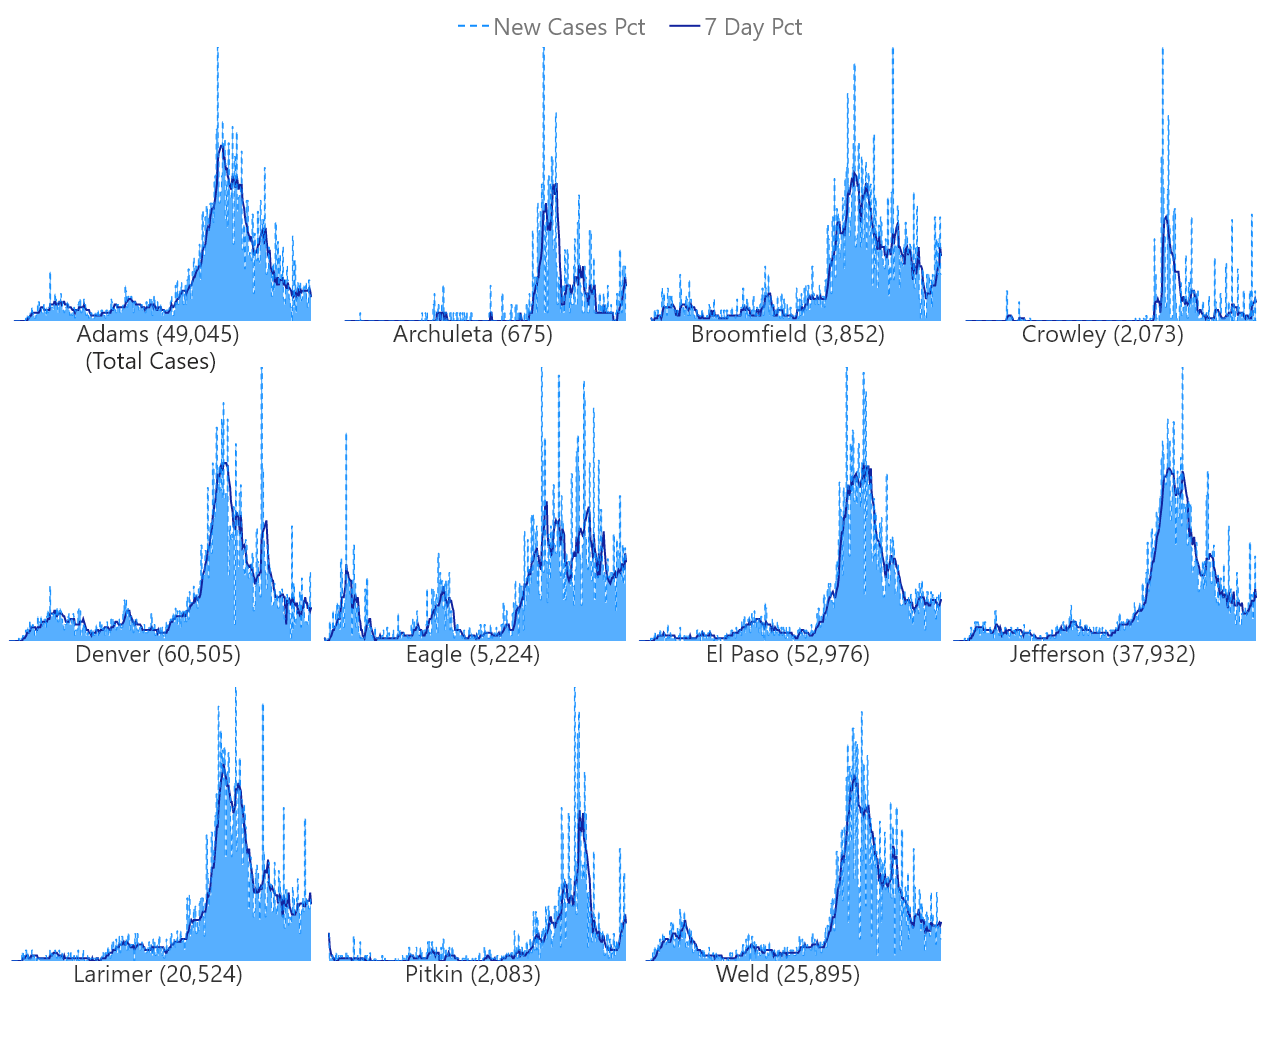 New Cases Pct 7 Day Pct
Adams (49,045) Archuleta (675) Broomfield (3,852) Crowley (2,073)
(Total Cases)
Denver (60,505) Eagle (5,224) El Paso (52,976) Jefferson (37,932)
Larimer (20,524) Pitkin (2,083) Weld (25,895)